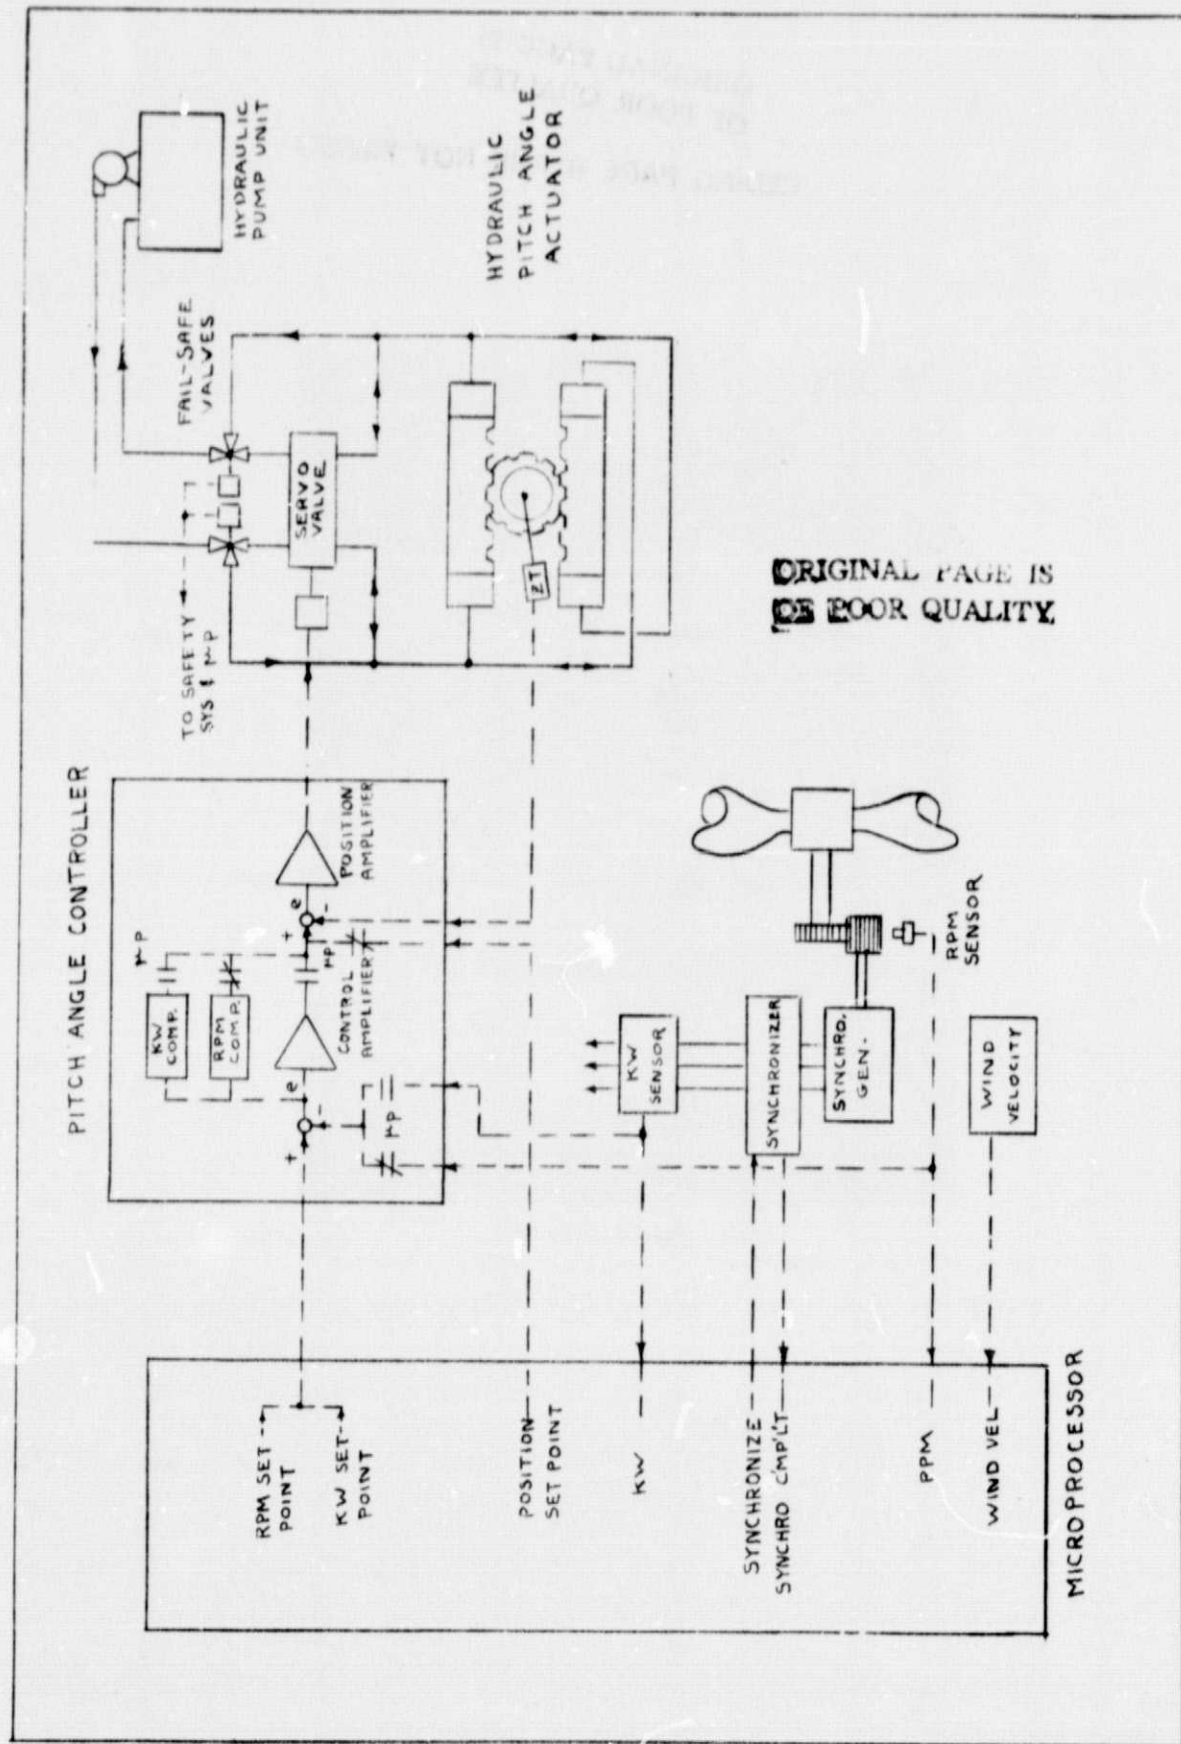 PITCH ANGLE CONTROLLER
μP
KW
COMP.
RPM
COMP.
e
e
+
-
+
-
μP
μP
CONTROL
AMPLIFIER
POSITION
AMPLIFIER
TO SAFETY
SYS & μP
FAIL-SAFE
VALVES
SERVO
VALVE
HYDRAULIC
PUMP UNIT
HYDRAULIC
PITCH ANGLE
ACTUATOR
ZT
RPM SET
POINT
KW SET
POINT
POSITION
SET POINT
KW
SYNCHRONIZE
SYNCHRO C'MP'L'T
PPM
WIND VEL
MICROPROCESSOR
KW
SENSOR
SYNCHRONIZER
SYNCHRO.
GEN.
WIND
VELOCITY
RPM
SENSOR
ORIGINAL PAGE IS
OF POOR QUALITY